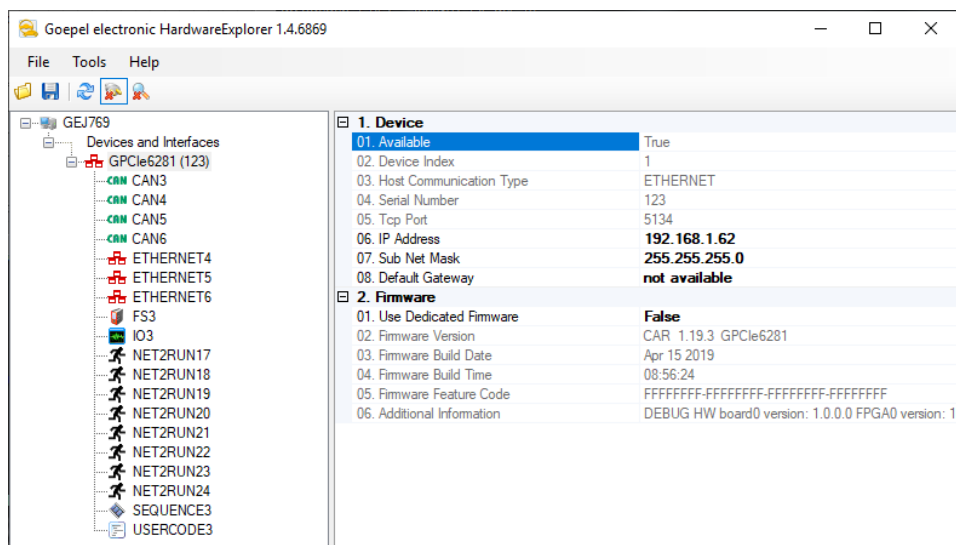 Goepel electronic HardwareExplorer 1.4.6869
File Tools Help
GEJ769
Devices and Interfaces
GPCIe6281 (123)
CAN CAN3
CAN CAN4
CAN CAN5
CAN CAN6
ETHERNET4
ETHERNET5
ETHERNET6
FS3
IO3
NET2RUN17
NET2RUN18
NET2RUN19
NET2RUN20
NET2RUN21
NET2RUN22
NET2RUN23
NET2RUN24
SEQUENCE3
USERCODE3
1. Device
01. Available True
02. Device Index 1
03. Host Communication Type ETHERNET
04. Serial Number 123
05. Tcp Port 5134
06. IP Address 192.168.1.62
07. Sub Net Mask 255.255.255.0
08. Default Gateway not available
2. Firmware
01. Use Dedicated Firmware False
02. Firmware Version CAR 1.19.3 GPCIe6281
03. Firmware Build Date Apr 15 2019
04. Firmware Build Time 08:56:24
05. Firmware Feature Code FFFFFFFF-FFFFFFFF-FFFFFFFF-FFFFFFFF
06. Additional Information DEBUG HW board0 version: 1.0.0.0 FPGA0 version: 1